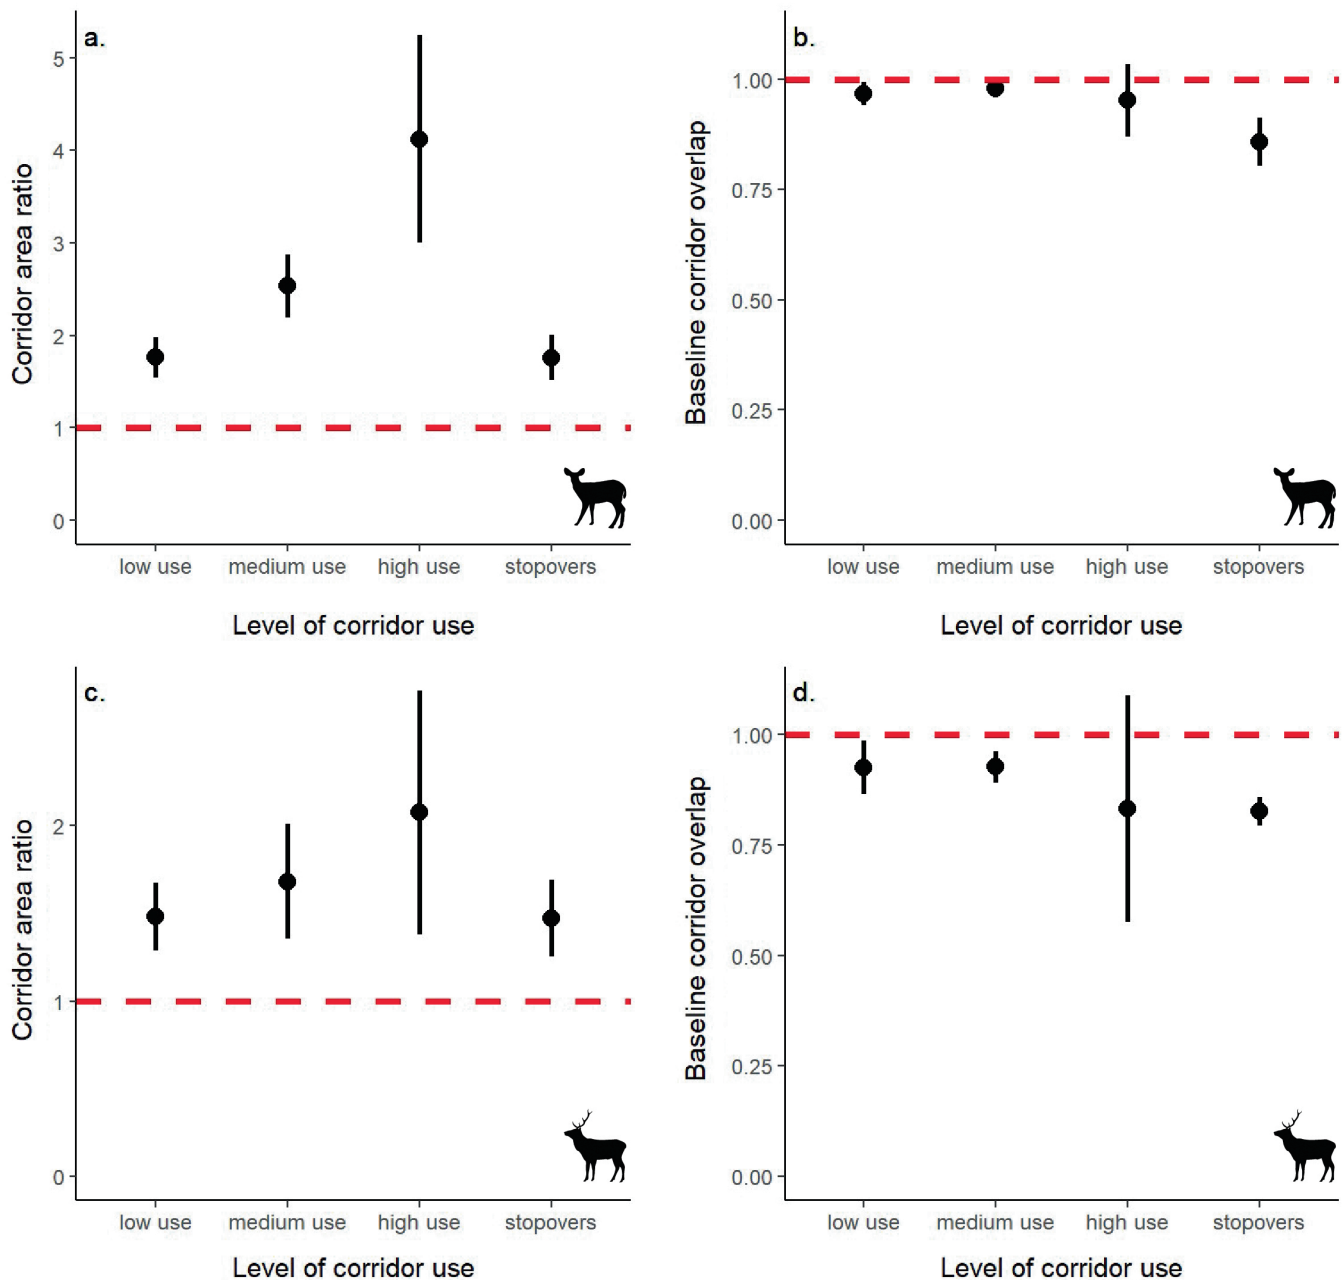 a.
Corridor area ratio
5
4
3
2
1
0
low use medium use high use stopovers
Level of corridor use
b.
Baseline corridor overlap
1.00
0.75
0.50
0.25
0.00
low use medium use high use stopovers
Level of corridor use
c.
Corridor area ratio
2
1
0
low use medium use high use stopovers
Level of corridor use
d.
Baseline corridor overlap
1.00
0.75
0.50
0.25
0.00
low use medium use high use stopovers
Level of corridor use